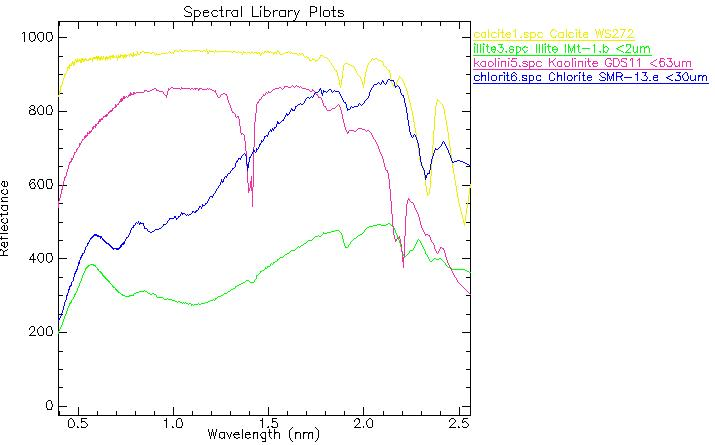 Spectral Library Plots
1000
800
600
400
200
0
Reflectance
0.5 1.0 1.5 2.0 2.5
Wavelength (nm)
calcite1.spc Calcite WS272
illite3.spc Illite IMt-1.b <2um
kaolini5.spc Kaolinite GDS11 <63um
chlorit6.spc Chlorite SMR-13.e <30um